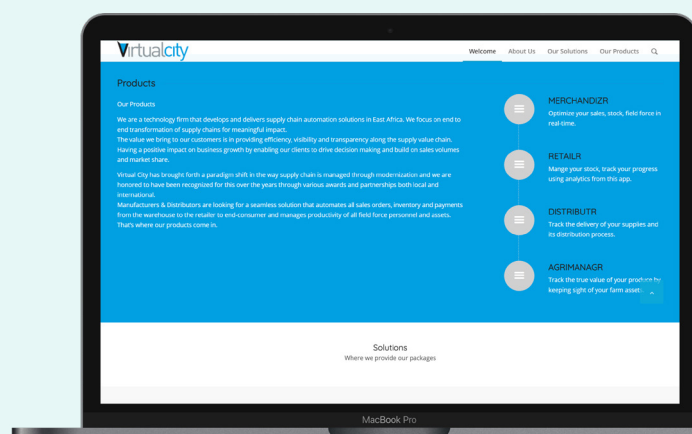 Virtualcity
Welcome About Us Our Solutions Our Products
Products
Our Products
We are a technology firm that develops and delivers supply chain automation solutions in East Africa. We focus on end to
end transformation of supply chains for meaningful impact.
The value we bring to our customers is in providing efficiency, visibility and transparency along the supply value chain.
Having a positive impact on business growth by enabling our clients to drive decision making and build on sales volumes
and market share.
Virtual City has brought forth a paradigm shift in the way supply chain is managed through modernization and we are
honored to have been recognized for this over the years through various awards and partnerships both local and
international.
Manufacturers & Distributors are looking for a seamless solution that automates all sales orders, inventory and payments
from the warehouse to the retailer to end-consumer and manages productivity of all field force personnel and assets.
That's where our products come in.
MERCHANDIZR
Optimize your sales, stock, field force in
real-time.
RETAILR
Mange your stock, track your progress
using analytics from this app.
DISTRIBUTR
Track the delivery of your supplies and
its distribution process.
AGRIMANAGR
Track the true value of your produce by
keeping sight of your farm assets
Solutions
Where we provide our packages
MacBook Pro